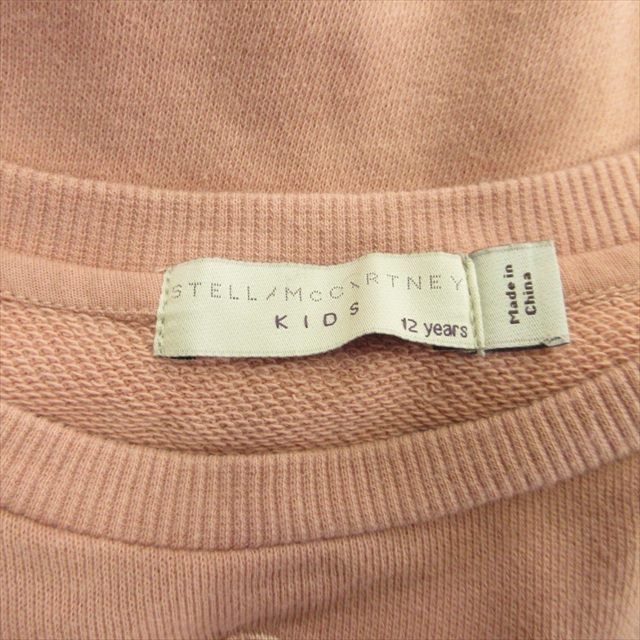 STELLA McCARTNEY
KIDS
12 years
Made in
China